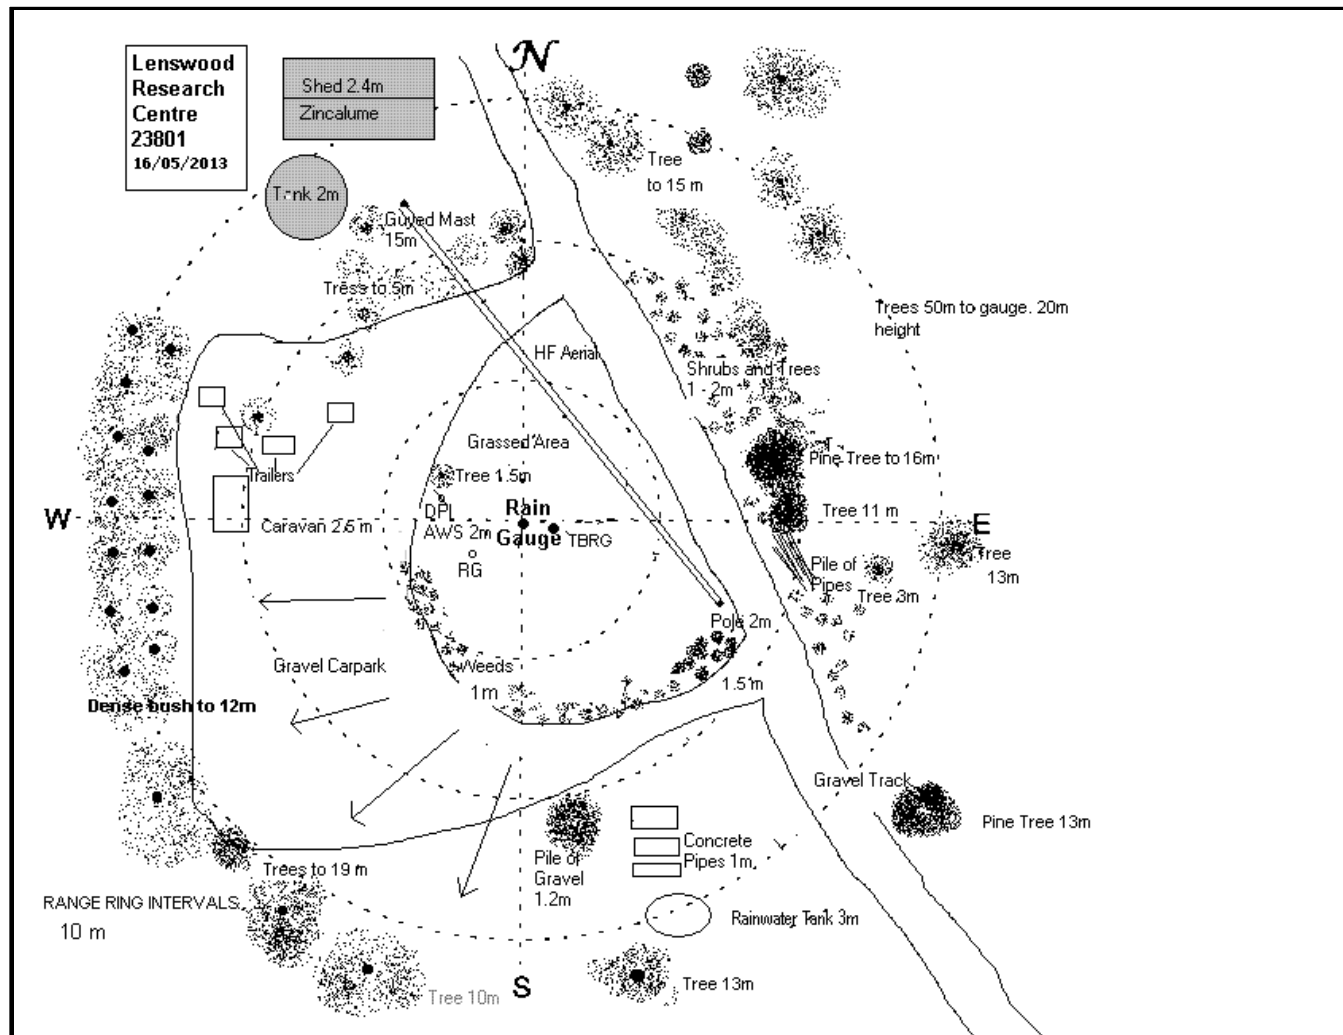 N
Lenswood
Research
Centre
23801
16/05/2013
Shed 2.4m
Zincalume
Tank 2m
Tree
to 15 m
Guyed Mast
15m
Tress to 5m
Trees 50m to gauge. 20m
height
HF Aerial
Shrubs and Trees
1 - 2m
Grassed Area
Pine Tree to 16m
Trailers
Tree 1.5m
DPI
AWS 2m
Rain
Gauge
TBRG
RG
W
Caravan 2.6 m
Tree 11 m
E
Tree
13m
Pile of
Pipes
Tree 3m
Pole 2m
Gravel Carpark
Weeds
1m
1.5 m
Dense bush to 12m
Gravel Track
Pine Tree 13m
Concrete
Pipes 1m
Pile of
Gravel
1.2m
Trees to 19 m
RANGE RING INTERVALS
10 m
Rainwater Tank 3m
Tree 10m
S
Tree 13m